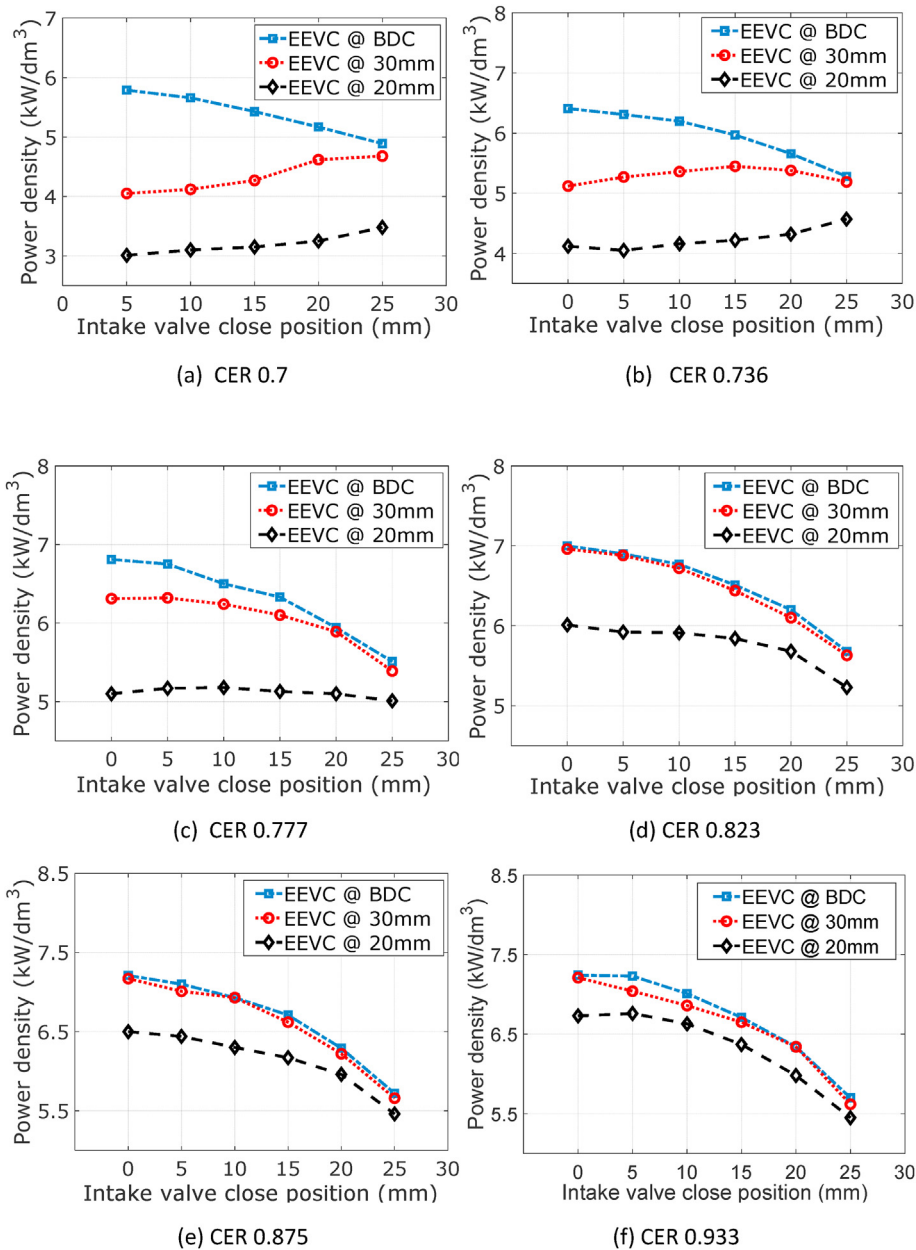 7
6
5
4
3
2
Power density (kW/dm³)
EEVC @ BDC
EEVC @ 30mm
EEVC @ 20mm
0 5 10 15 20 25 30
Intake valve close position (mm)
(a) CER 0.7
8
7
6
5
4
Power density (kW/dm³)
EEVC @ BDC
EEVC @ 30mm
EEVC @ 20mm
0 5 10 15 20 25 30
Intake valve close position (mm)
(b) CER 0.736
8
7
6
5
Power density (kW/dm³)
EEVC @ BDC
EEVC @ 30mm
EEVC @ 20mm
0 5 10 15 20 25 30
Intake valve close position (mm)
(c) CER 0.777
8
7
6
5
Power density (kW/dm³)
EEVC @ BDC
EEVC @ 30mm
EEVC @ 20mm
0 5 10 15 20 25 30
Intake valve close position (mm)
(d) CER 0.823
8.5
7.5
6.5
5.5
Power density (kW/dm³)
EEVC @ BDC
EEVC @ 30mm
EEVC @ 20mm
0 5 10 15 20 25 30
Intake valve close position (mm)
(e) CER 0.875
8.5
7.5
6.5
5.5
Power density (kW/dm³)
EEVC @ BDC
EEVC @ 30mm
EEVC @ 20mm
0 5 10 15 20 25 30
Intake valve close position (mm)
(f) CER 0.933